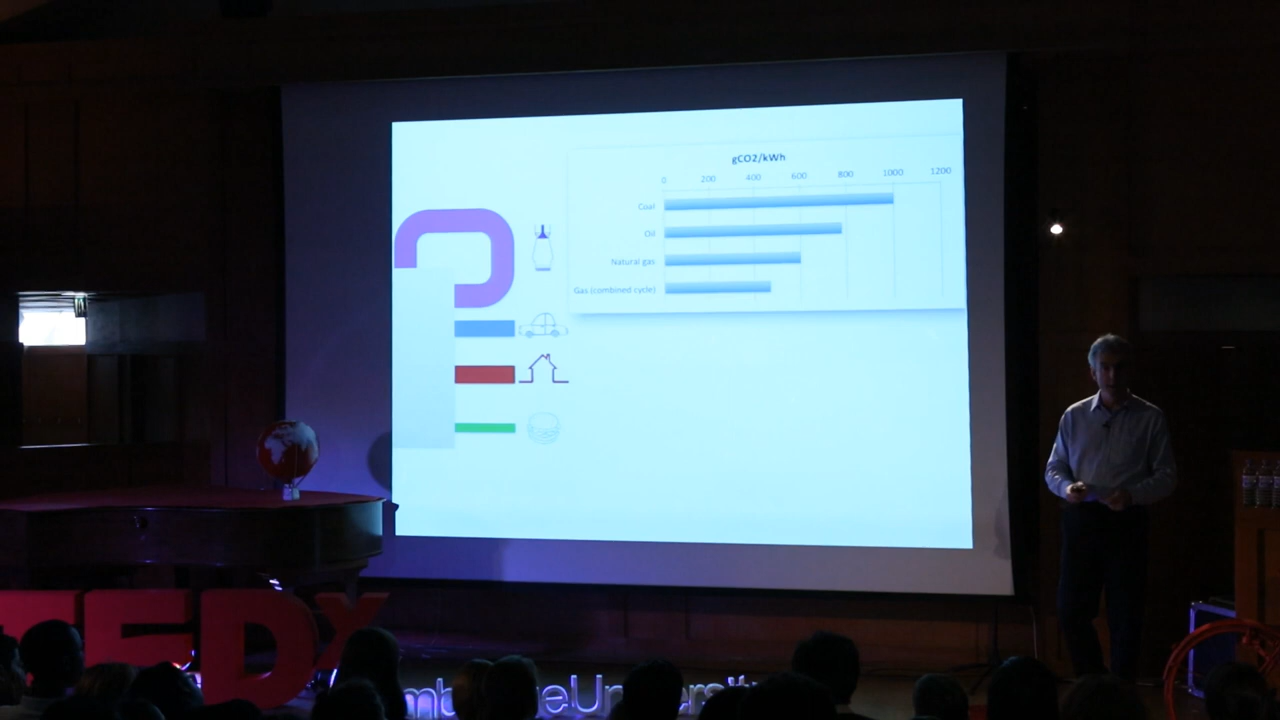 gCO2/kWh
0 200 400 600 800 1000 1200
Coal
Oil
Natural gas
Gas (combined cycle)
TEDx